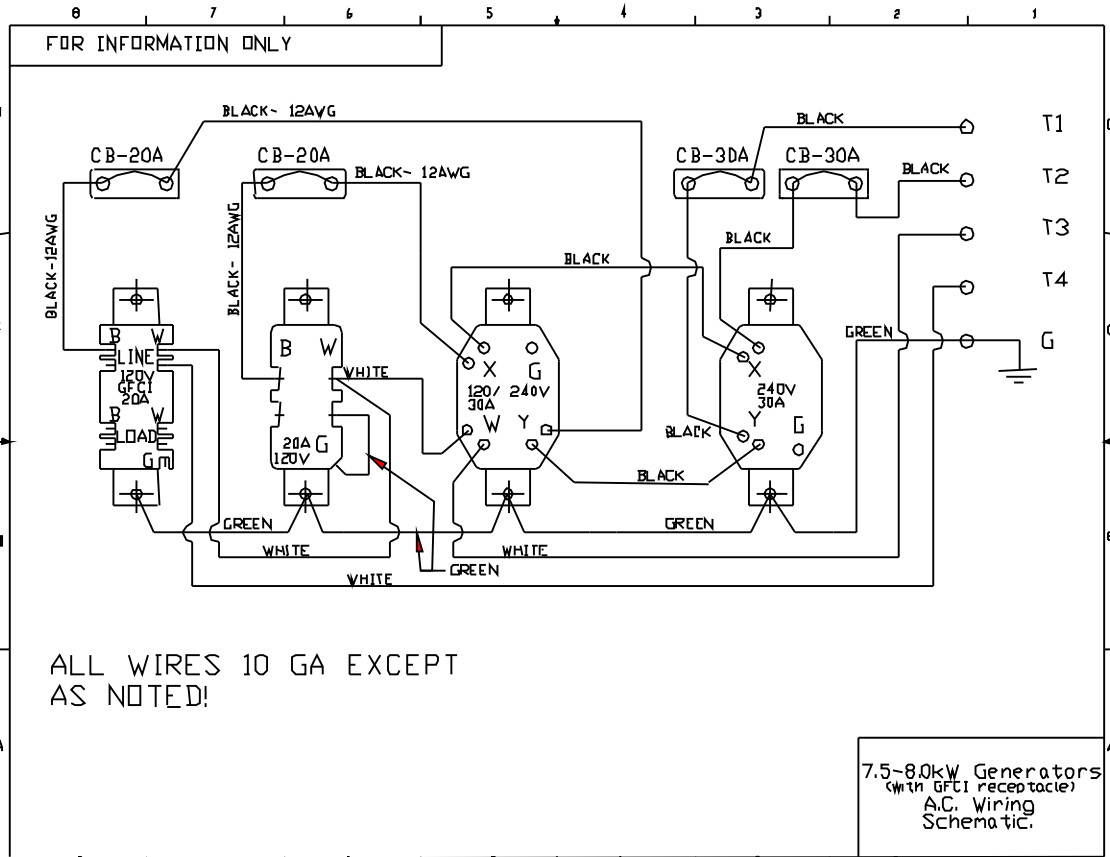 8 7 6 5 4 3 2 1
FOR INFORMATION ONLY
BLACK- 12AWG
BLACK
T1
CB-20A
CB-20A
CB-30A
CB-30A
BLACK- 12AWG
BLACK
T2
BLACK-12AWG
BLACK- 12AWG
BLACK
T3
BLACK
T4
GREEN
G
B W
LINE
120V
GFCI
20A
B W
LOAD
G
B W
WHITE
20A G
120V
X G
120/ 240V
30A
W Y
X
240V
30A
Y G
BLACK
BLACK
GREEN
GREEN
WHITE
WHITE
GREEN
WHITE
ALL WIRES 10 GA EXCEPT
AS NOTED!
7.5-8.0kW Generators
(with GFCI receptacle)
A.C. Wiring
Schematic.